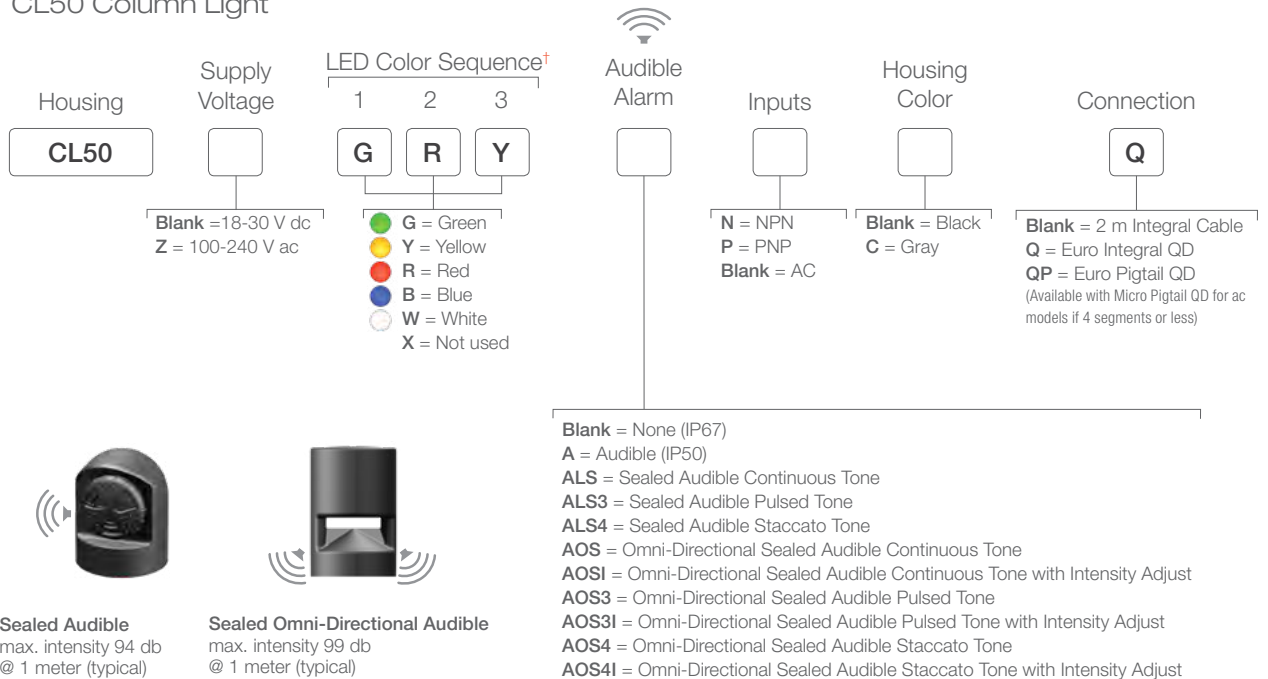 CL50 Column Light
Housing
Supply
Voltage
LED Color Sequence†
1 2 3
Audible
Alarm
Inputs
Housing
Color
Connection
CL50
G R Y
Q
Blank =18-30 V dc
Z = 100-240 V ac
G = Green
Y = Yellow
R = Red
B = Blue
W = White
X = Not used
N = NPN
P = PNP
Blank = AC
Blank = Black
C = Gray
Blank = 2 m Integral Cable
Q = Euro Integral QD
QP = Euro Pigtail QD
(Available with Micro Pigtail QD for ac
models if 4 segments or less)
Blank = None (IP67)
A = Audible (IP50)
ALS = Sealed Audible Continuous Tone
ALS3 = Sealed Audible Pulsed Tone
ALS4 = Sealed Audible Staccato Tone
AOS = Omni-Directional Sealed Audible Continuous Tone
AOSI = Omni-Directional Sealed Audible Continuous Tone with Intensity Adjust
AOS3 = Omni-Directional Sealed Audible Pulsed Tone
AOS3I = Omni-Directional Sealed Audible Pulsed Tone with Intensity Adjust
AOS4 = Omni-Directional Sealed Audible Staccato Tone
AOS4I = Omni-Directional Sealed Audible Staccato Tone with Intensity Adjust
Sealed Audible
max. intensity 94 db
@ 1 meter (typical)
Sealed Omni-Directional Audible
max. intensity 99 db
@ 1 meter (typical)